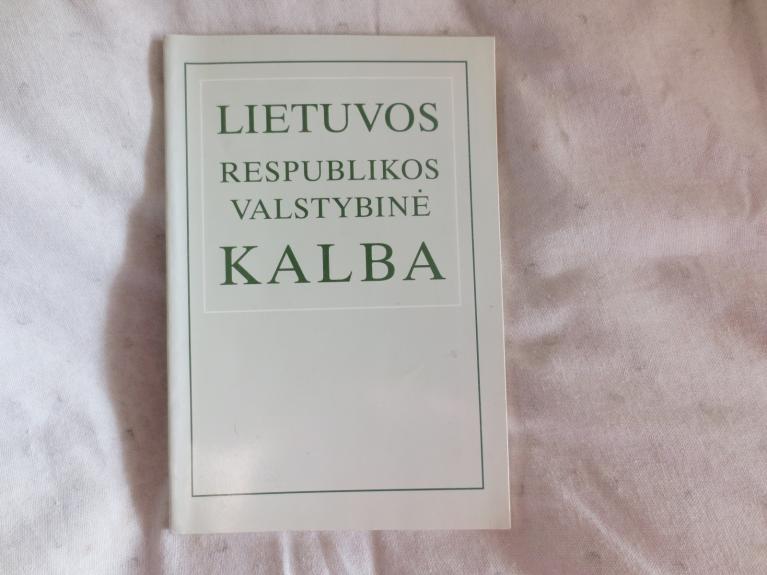 LIETUVOS
RESPUBLIKOS
VALSTYBINĖ
KALBA